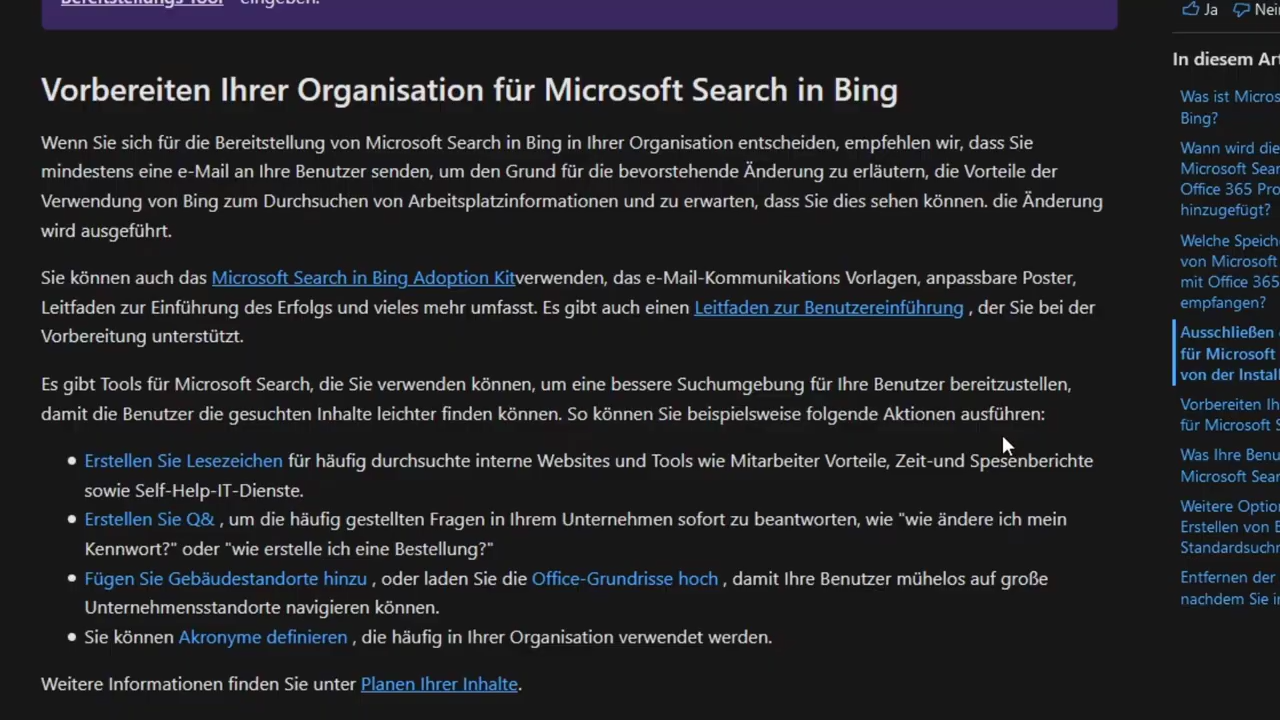 Bereitstellungs-Tool eingeben.
Ja
Vorbereiten Ihrer Organisation für Microsoft Search in Bing
Wenn Sie sich für die Bereitstellung von Microsoft Search in Bing in Ihrer Organisation entscheiden, empfehlen wir, dass Sie
mindestens eine e-Mail an Ihre Benutzer senden, um den Grund für die bevorstehende Änderung zu erläutern, die Vorteile der
Verwendung von Bing zum Durchsuchen von Arbeitsplatzinformationen und zu erwarten, dass Sie dies sehen können. die Änderung
wird ausgeführt.
Sie können auch das Microsoft Search in Bing Adoption Kitverwenden, das e-Mail-Kommunikations Vorlagen, anpassbare Poster,
Leitfaden zur Einführung des Erfolgs und vieles mehr umfasst. Es gibt auch einen Leitfaden zur Benutzereinführung , der Sie bei der
Vorbereitung unterstützt.
Es gibt Tools für Microsoft Search, die Sie verwenden können, um eine bessere Suchumgebung für Ihre Benutzer bereitzustellen,
damit die Benutzer die gesuchten Inhalte leichter finden können. So können Sie beispielsweise folgende Aktionen ausführen:
• Erstellen Sie Lesezeichen für häufig durchsuchte interne Websites und Tools wie Mitarbeiter Vorteile, Zeit-und Spesenberichte
sowie Self-Help-IT-Dienste.
• Erstellen Sie Q& , um die häufig gestellten Fragen in Ihrem Unternehmen sofort zu beantworten, wie "wie ändere ich mein
Kennwort?" oder "wie erstelle ich eine Bestellung?"
• Fügen Sie Gebäudestandorte hinzu , oder laden Sie die Office-Grundrisse hoch , damit Ihre Benutzer mühelos auf große
Unternehmensstandorte navigieren können.
• Sie können Akronyme definieren , die häufig in Ihrer Organisation verwendet werden.
Weitere Informationen finden Sie unter Planen Ihrer Inhalte.
In diesem
Was ist
Bing?
Wann wird die
Microsoft
Office 365
hinzugefügt?
Welche
von Microsoft
mit Office 365
empfangen?
Ausschließen
für Microsoft
von der
Vorbereiten
für Microsoft
Was Ihre
Microsoft
Weitere
Erstellen von
Entfernen der
nachdem Sie